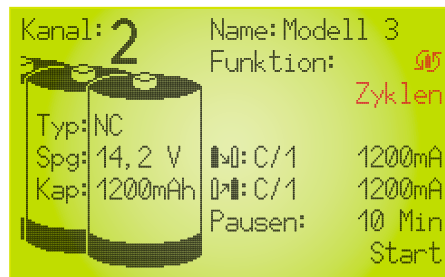 Kanal: 2
Name: Modell 3
Funktion:
Zyklen
Typ: NC
Spg: 14,2 V
Kap: 1200mAh
: C/1 1200mA
: C/1 1200mA
Pausen: 10 Min
Start